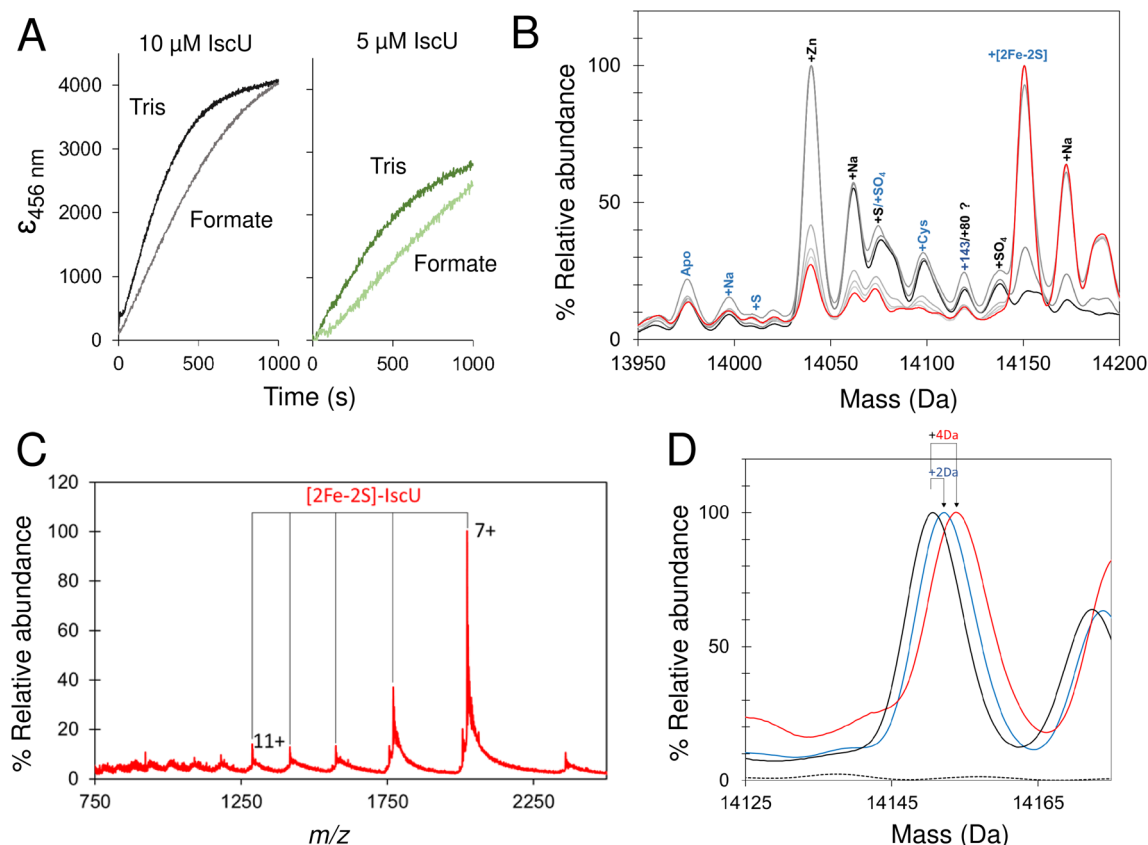 A
10 µM IscU
5 µM IscU
4000
3000
2000
1000
0
ε456 nm
Tris
Formate
Tris
Formate
0
500
1000
0
500
1000
Time (s)
B
100
50
0
% Relative abundance
Apo
+Na
+S
+Zn
+Na
+S/+SO4
+Cys
+143/+80 ?
+SO4
+[2Fe-2S]
+Na
13950
14000
14050
14100
14150
14200
Mass (Da)
C
120
100
80
60
40
20
0
% Relative abundance
[2Fe-2S]-IscU
11+
7+
750
1250
1750
2250
m/z
D
+4Da
+2Da
100
50
0
% Relative abundance
14125
14145
14165
Mass (Da)